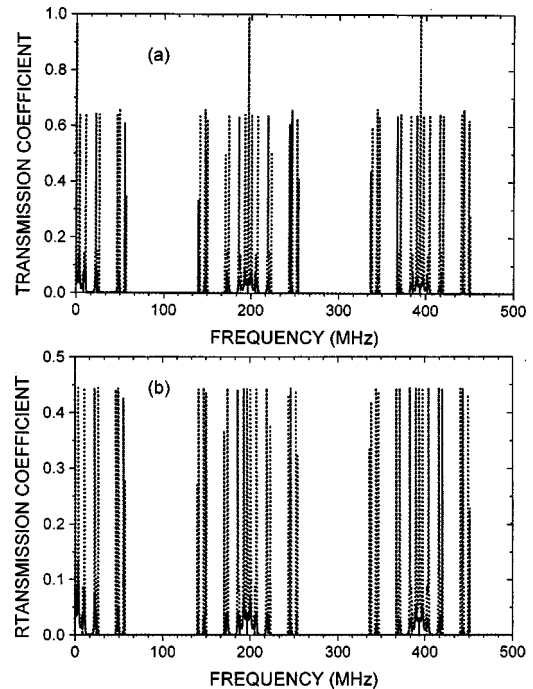 1.0
0.8
0.6
0.4
0.2
0.0
TRANSMISSION COEFFICIENT
(a)
0 100 200 300 400 500
FREQUENCY (MHz)
0.5
0.4
0.3
0.2
0.1
0.0
RTANSMISSION COEFFICIENT
(b)
0 100 200 300 400 500
FREQUENCY (MHz)